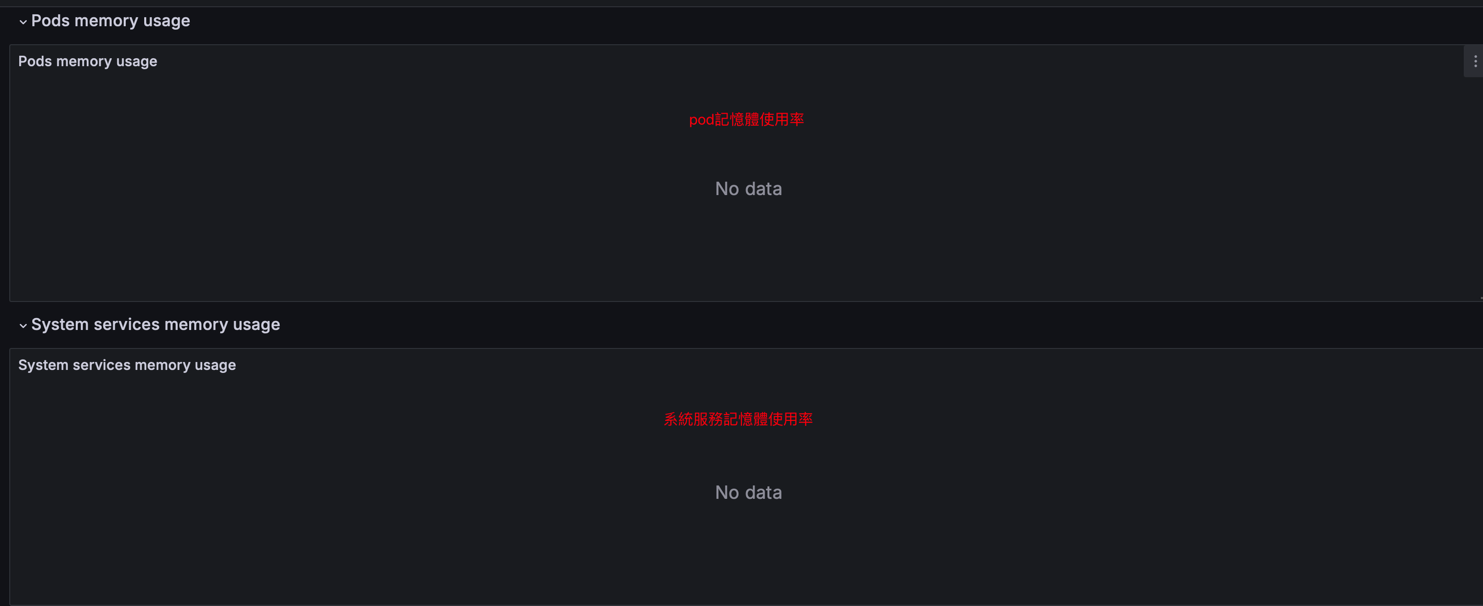 Pods memory usage
Pods memory usage
pod記憶體使用率
No data
System services memory usage
System services memory usage
系統服務記憶體使用率
No data